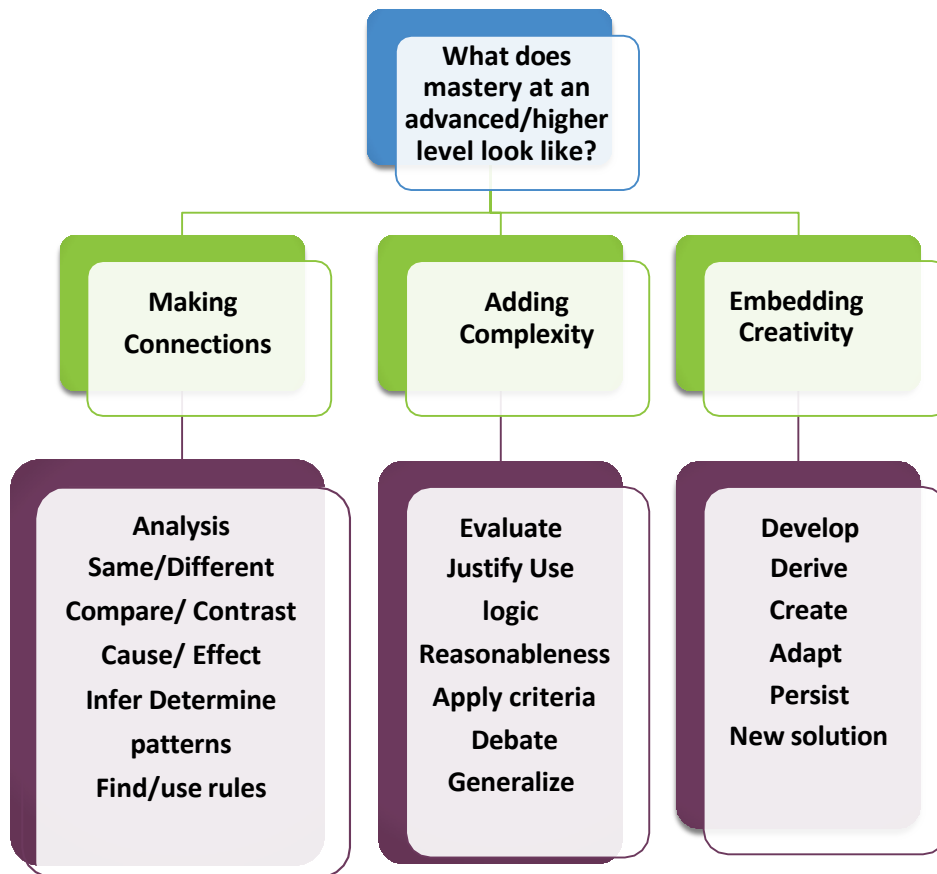 What does
mastery at an
advanced/higher
level look like?
Making
Connections
Adding
Complexity
Embedding
Creativity
Analysis
Same/Different
Compare/ Contrast
Cause/ Effect
Infer Determine
patterns
Find/use rules
Evaluate
Justify Use
logic
Reasonableness
Apply criteria
Debate
Generalize
Develop
Derive
Create
Adapt
Persist
New solution